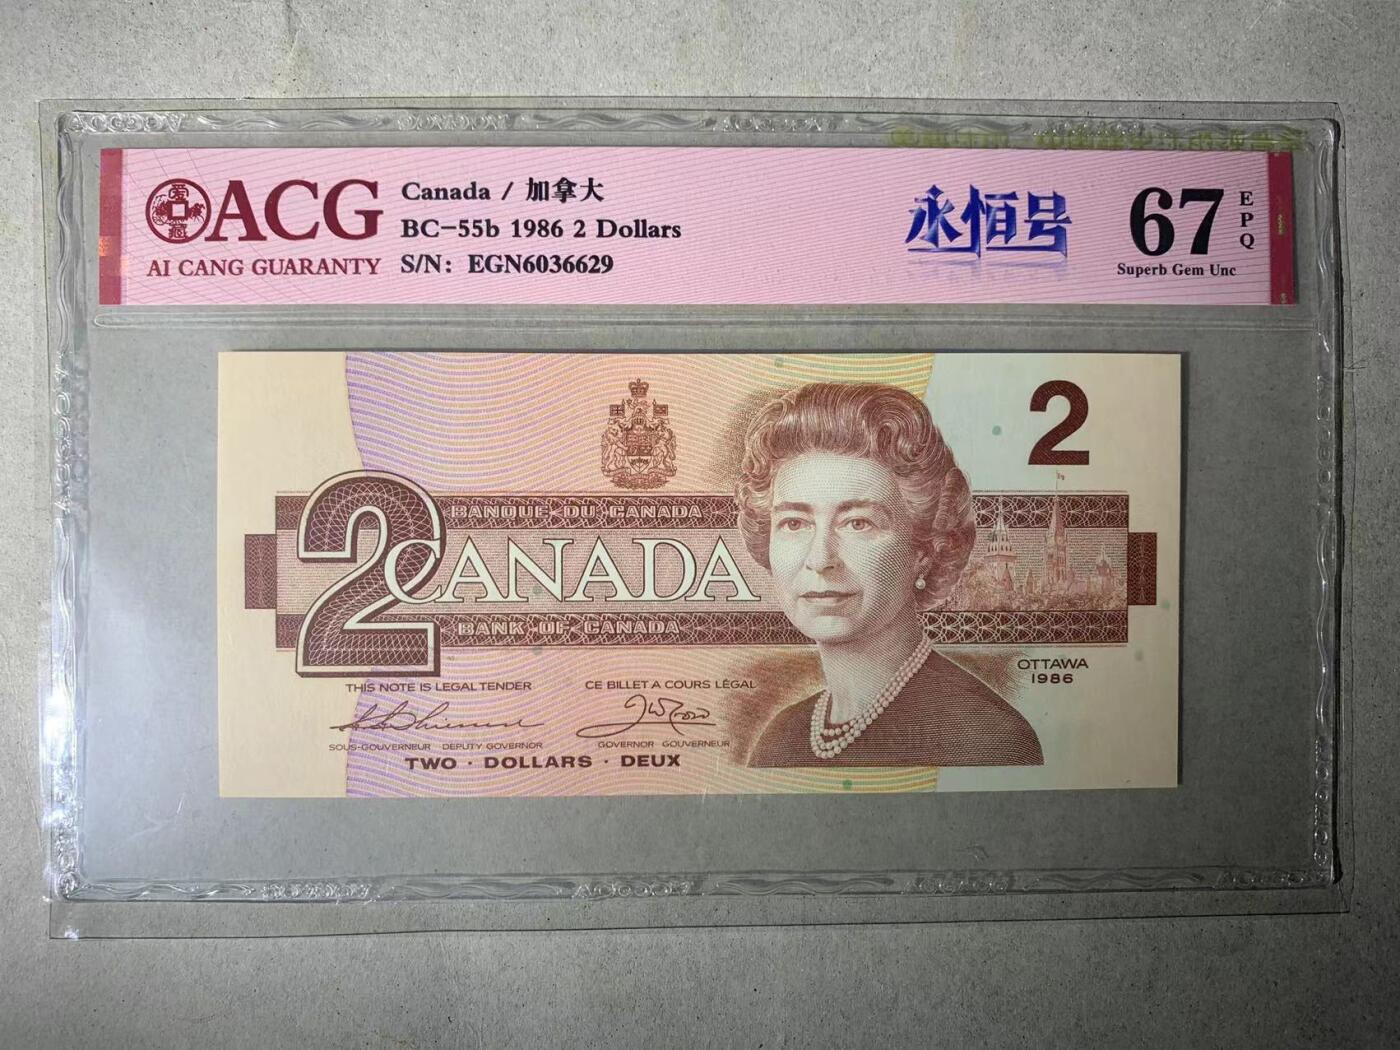 ACG
AI CANG GUARANTY
Canada / 加拿大
BC-55b 1986 2 Dollars
S/N: EGN6036629
永恒号
67
EPQ
Superb Gem Unc
2
BANQUE DU CANADA
2
CANADA
BANK OF CANADA
OTTAWA
1986
THIS NOTE IS LEGAL TENDER
CE BILLET A COURS LÉGAL
SOUS-GOUVERNEUR DEPUTY GOVERNOR
GOVERNOR GOUVERNEUR
TWO · DOLLARS · DEUX